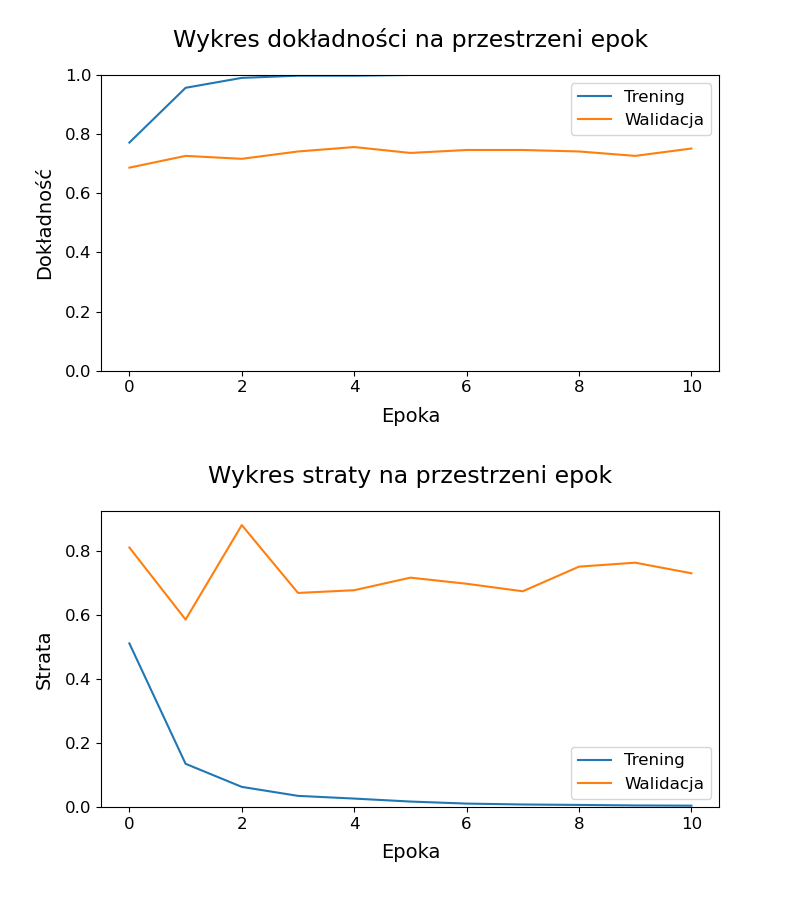 Wykres dokładności na przestrzeni epok
1.0
0.8
0.6
0.4
0.2
0.0
Dokładność
Trening
Walidacja
0 2 4 6 8 10
Epoka
Wykres straty na przestrzeni epok
0.8
0.6
0.4
0.2
0.0
Strata
Trening
Walidacja
0 2 4 6 8 10
Epoka